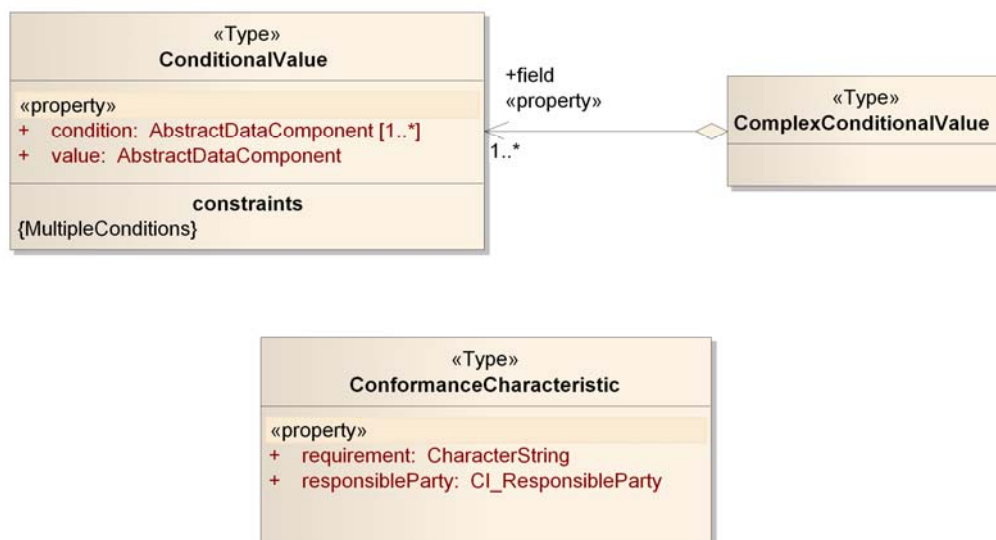 «Type»
ConditionalValue
«property»
+ condition: AbstractDataComponent [1..*]
+ value: AbstractDataComponent
constraints
{MultipleConditions}
+field
«property»
1..*
«Type»
ComplexConditionalValue
«Type»
ConformanceCharacteristic
«property»
+ requirement: CharacterString
+ responsibleParty: CI_ResponsibleParty